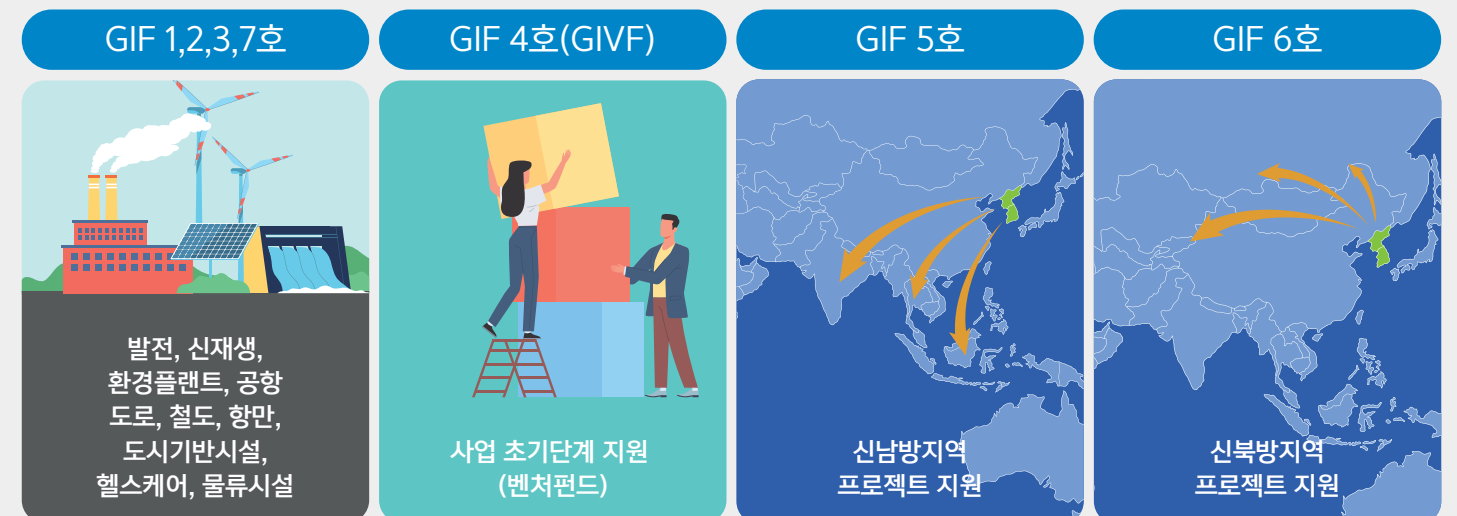 GIF 1,2,3,7호
발전, 신재생,
환경플랜트, 공항
도로, 철도, 항만,
도시기반시설,
헬스케어, 물류시설
GIF 4호(GIVF)
사업 초기단계 지원
(벤처펀드)
GIF 5호
신남방지역
프로젝트 지원
GIF 6호
신북방지역
프로젝트 지원